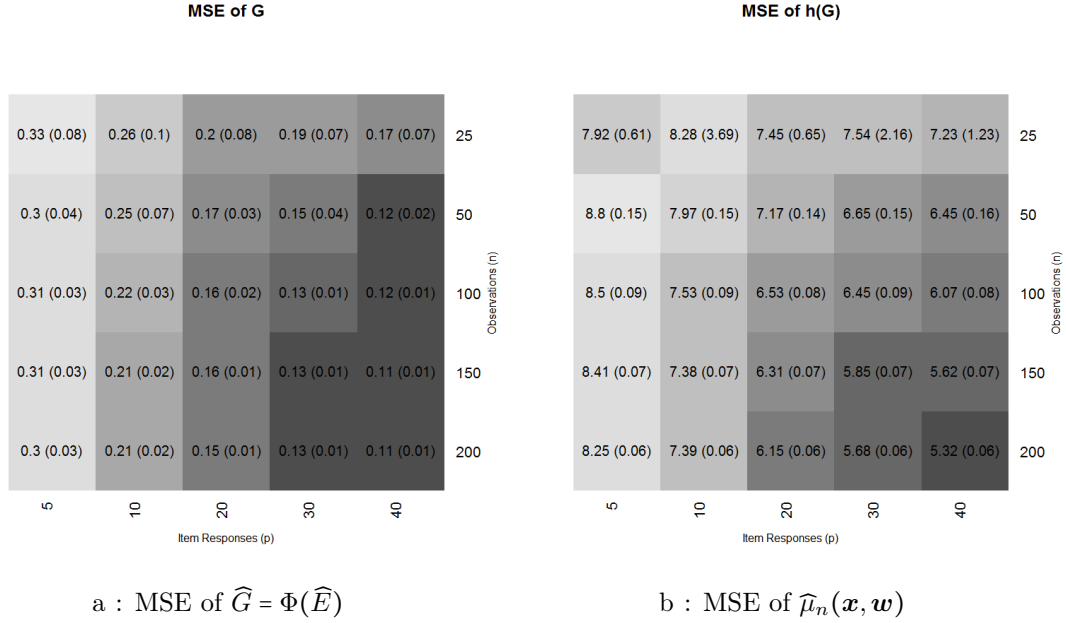 MSE of G
0.33 (0.08) 0.26 (0.1) 0.2 (0.08) 0.19 (0.07) 0.17 (0.07) 25
0.3 (0.04) 0.25 (0.07) 0.17 (0.03) 0.15 (0.04) 0.12 (0.02) 50
0.31 (0.03) 0.22 (0.03) 0.16 (0.02) 0.13 (0.01) 0.12 (0.01) 100
0.31 (0.03) 0.21 (0.02) 0.16 (0.01) 0.13 (0.01) 0.11 (0.01) 150
0.3 (0.03) 0.21 (0.02) 0.15 (0.01) 0.13 (0.01) 0.11 (0.01) 200
Observations (n)
5 10 20 30 40
Item Responses (p)
a : MSE of Ĝ = Φ(Ê)
MSE of h(G)
7.92 (0.61) 8.28 (3.69) 7.45 (0.65) 7.54 (2.16) 7.23 (1.23) 25
8.8 (0.15) 7.97 (0.15) 7.17 (0.14) 6.65 (0.15) 6.45 (0.16) 50
8.5 (0.09) 7.53 (0.09) 6.53 (0.08) 6.45 (0.09) 6.07 (0.08) 100
8.41 (0.07) 7.38 (0.07) 6.31 (0.07) 5.85 (0.07) 5.62 (0.07) 150
8.25 (0.06) 7.39 (0.06) 6.15 (0.06) 5.68 (0.06) 5.32 (0.06) 200
Observations (n)
5 10 20 30 40
Item Responses (p)
b : MSE of μ̂ₙ(x, w)